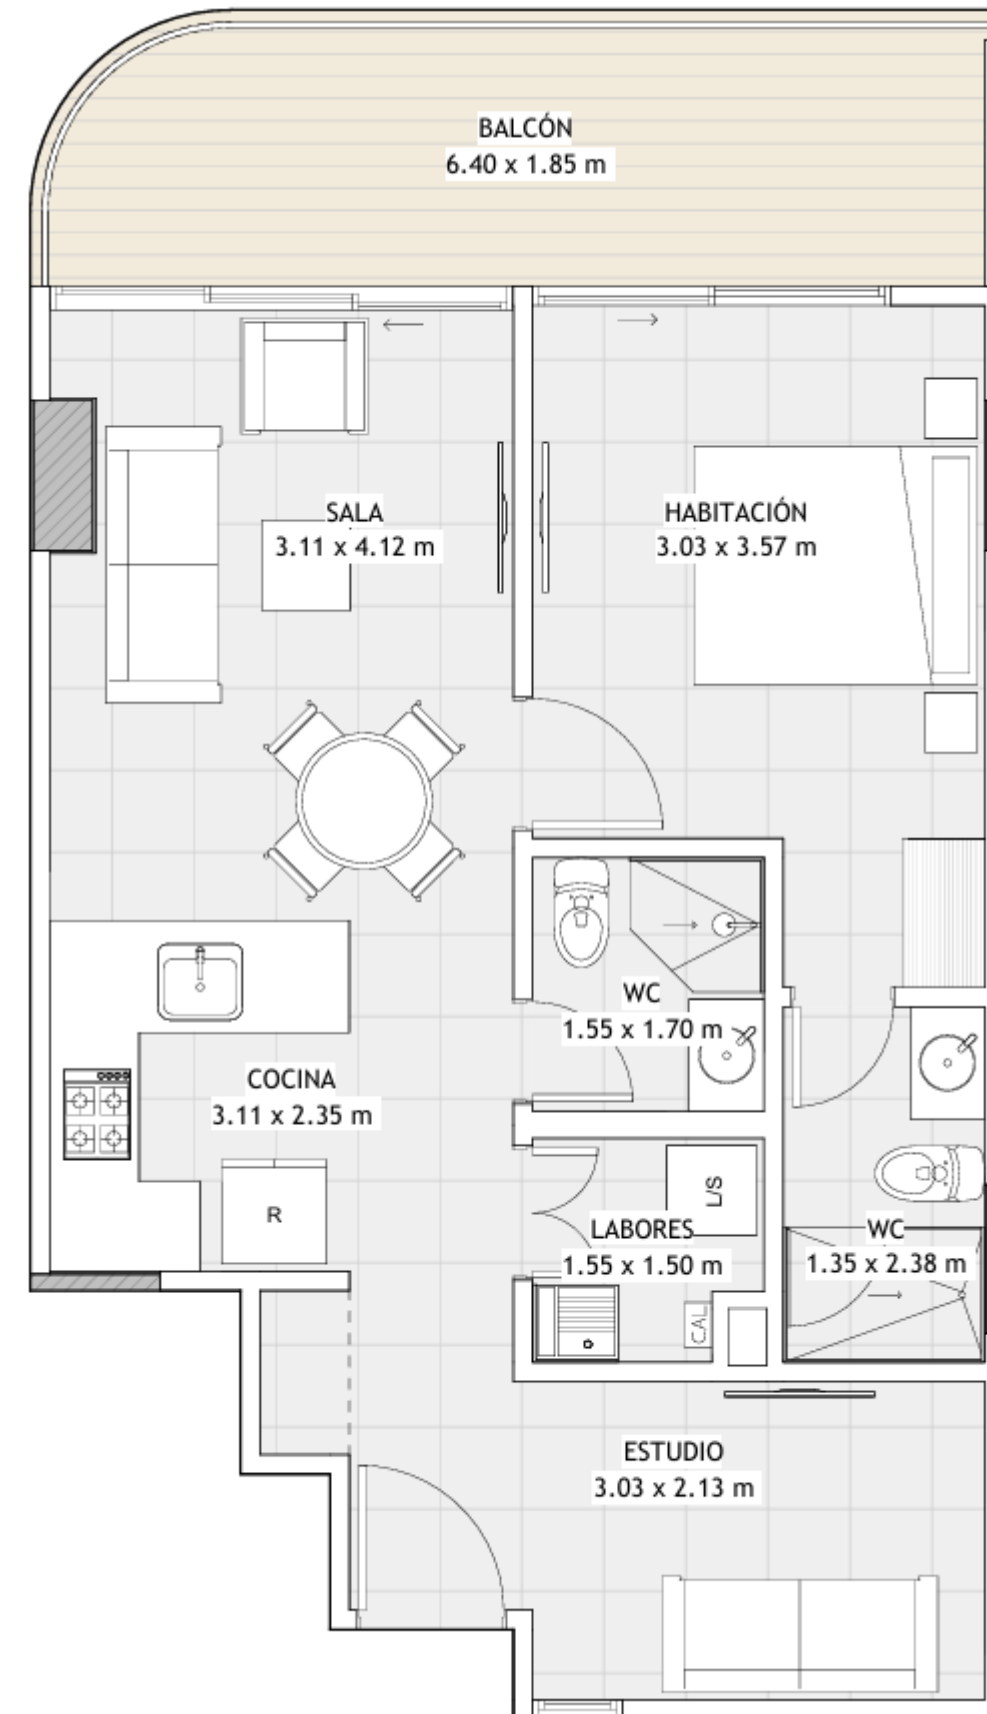 BALCÓN
6.40 x 1.85 m
SALA
3.11 x 4.12 m
HABITACIÓN
3.03 x 3.57 m
WC
1.55 x 1.70 m
COCINA
3.11 x 2.35 m
R
L/S
LABORES
1.55 x 1.50 m
WC
1.35 x 2.38 m
CAL
ESTUDIO
3.03 x 2.13 m